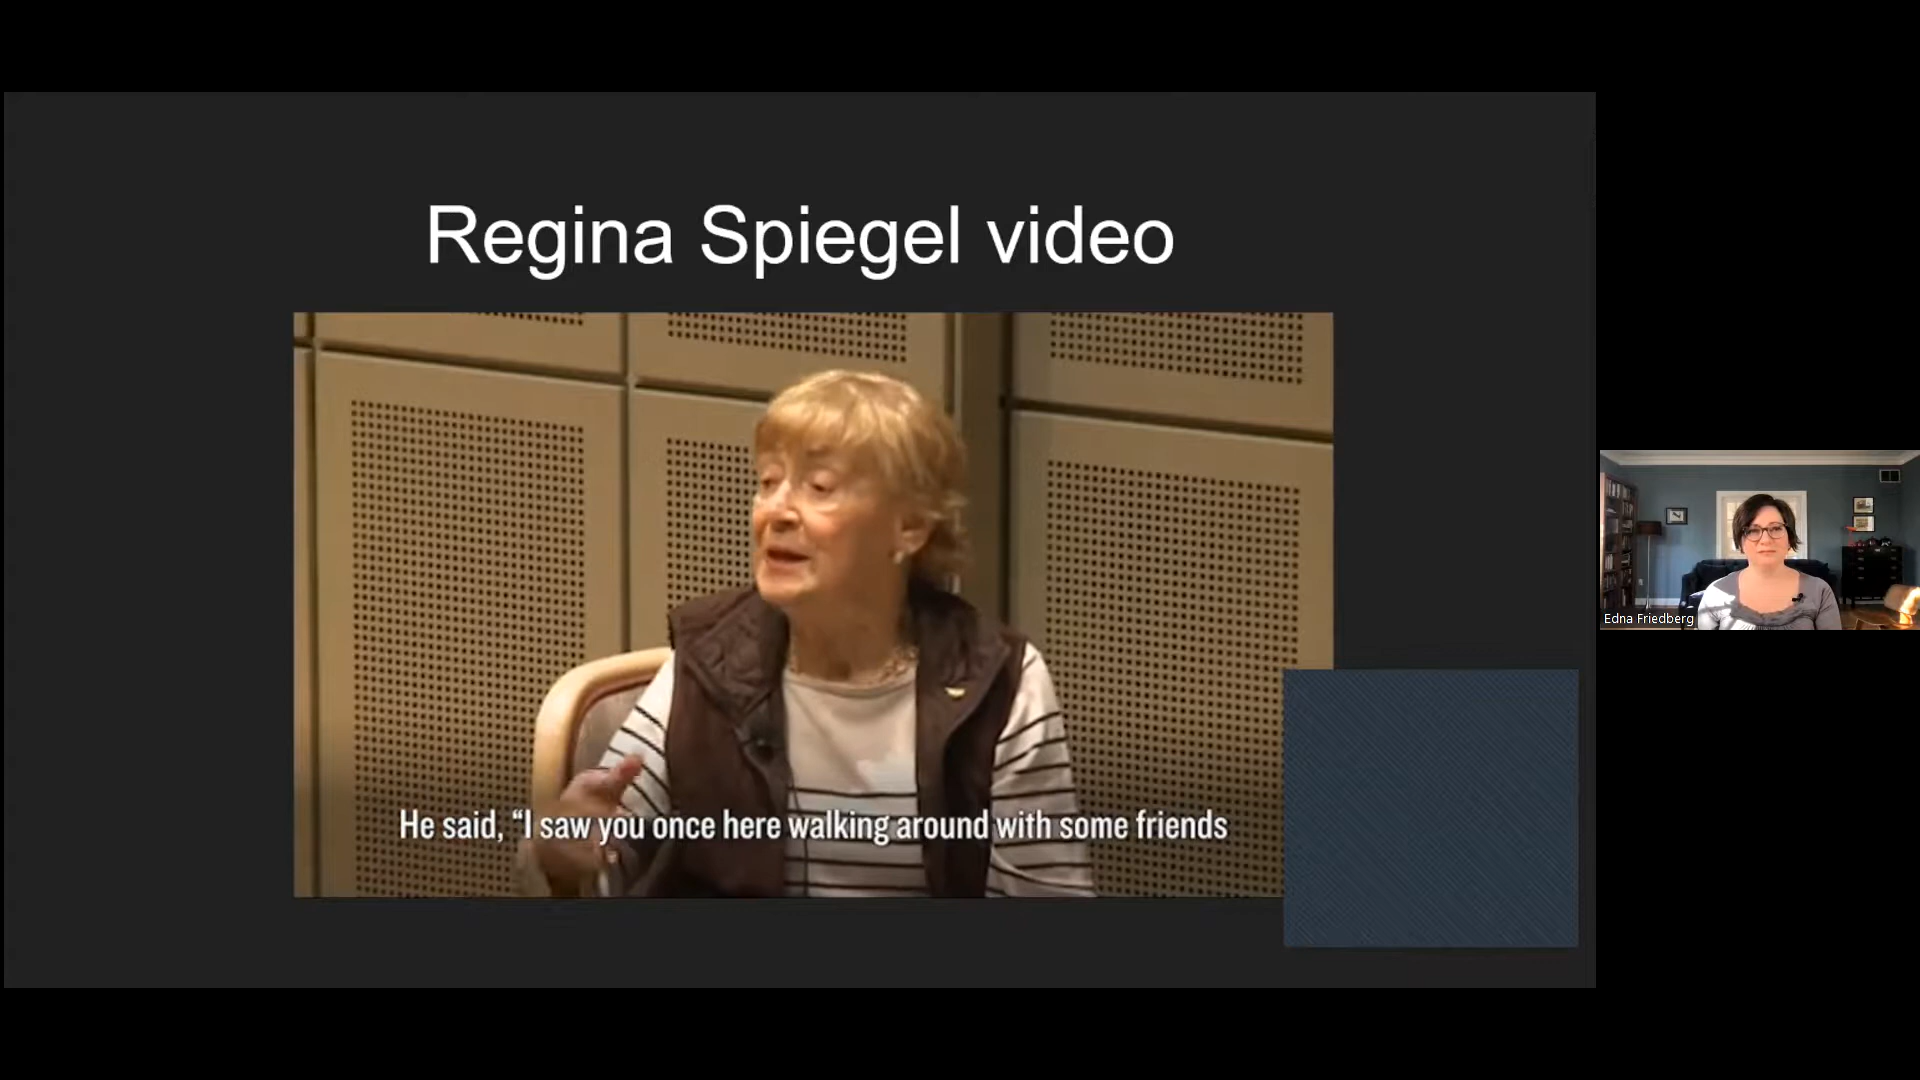 Regina Spiegel video
He said, “I saw you once here walking around with some friends
Edna Friedberg